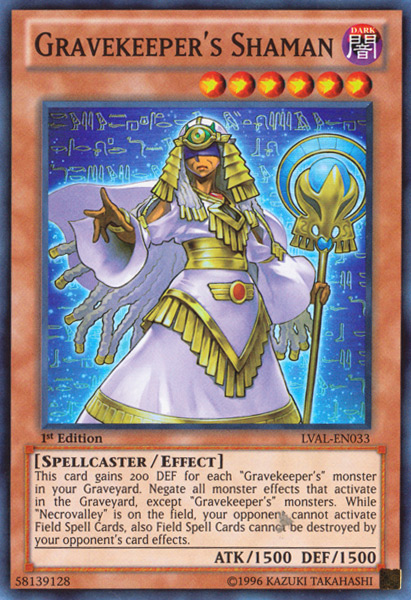 GRAVEKEEPER'S SHAMAN
DARK
闇
1st Edition
LVAL-EN033
[SPELLCASTER / EFFECT]
This card gains 200 DEF for each "Gravekeeper's" monster
in your Graveyard. Negate all monster effects that activate
in the Graveyard, except "Gravekeeper's" monsters. While
"Necrovalley" is on the field, your opponent cannot activate
Field Spell Cards, also Field Spell Cards cannot be destroyed by
your opponent's card effects.
ATK/1500 DEF/1500
58139128
©1996 KAZUKI TAKAHASHI